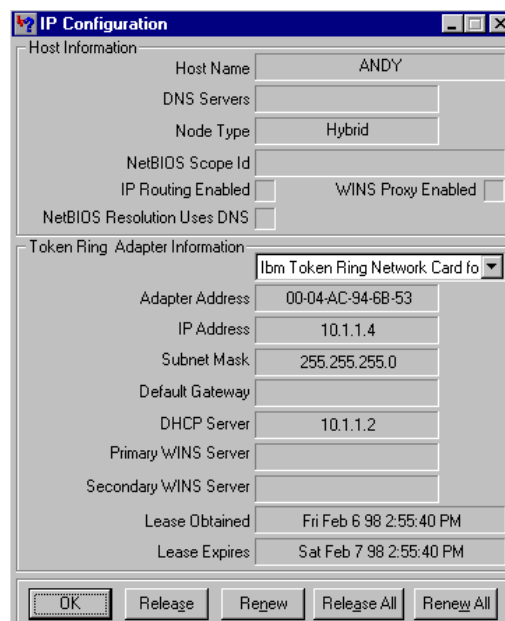 IP Configuration
Host Information
Host Name ANDY
DNS Servers
Node Type Hybrid
NetBIOS Scope Id
IP Routing Enabled WINS Proxy Enabled
NetBIOS Resolution Uses DNS
Token Ring Adapter Information
Ibm Token Ring Network Card fo
Adapter Address 00-04-AC-94-6B-53
IP Address 10.1.1.4
Subnet Mask 255.255.255.0
Default Gateway
DHCP Server 10.1.1.2
Primary WINS Server
Secondary WINS Server
Lease Obtained Fri Feb 6 98 2:55:40 PM
Lease Expires Sat Feb 7 98 2:55:40 PM
OK Release Renew Release All Renew All